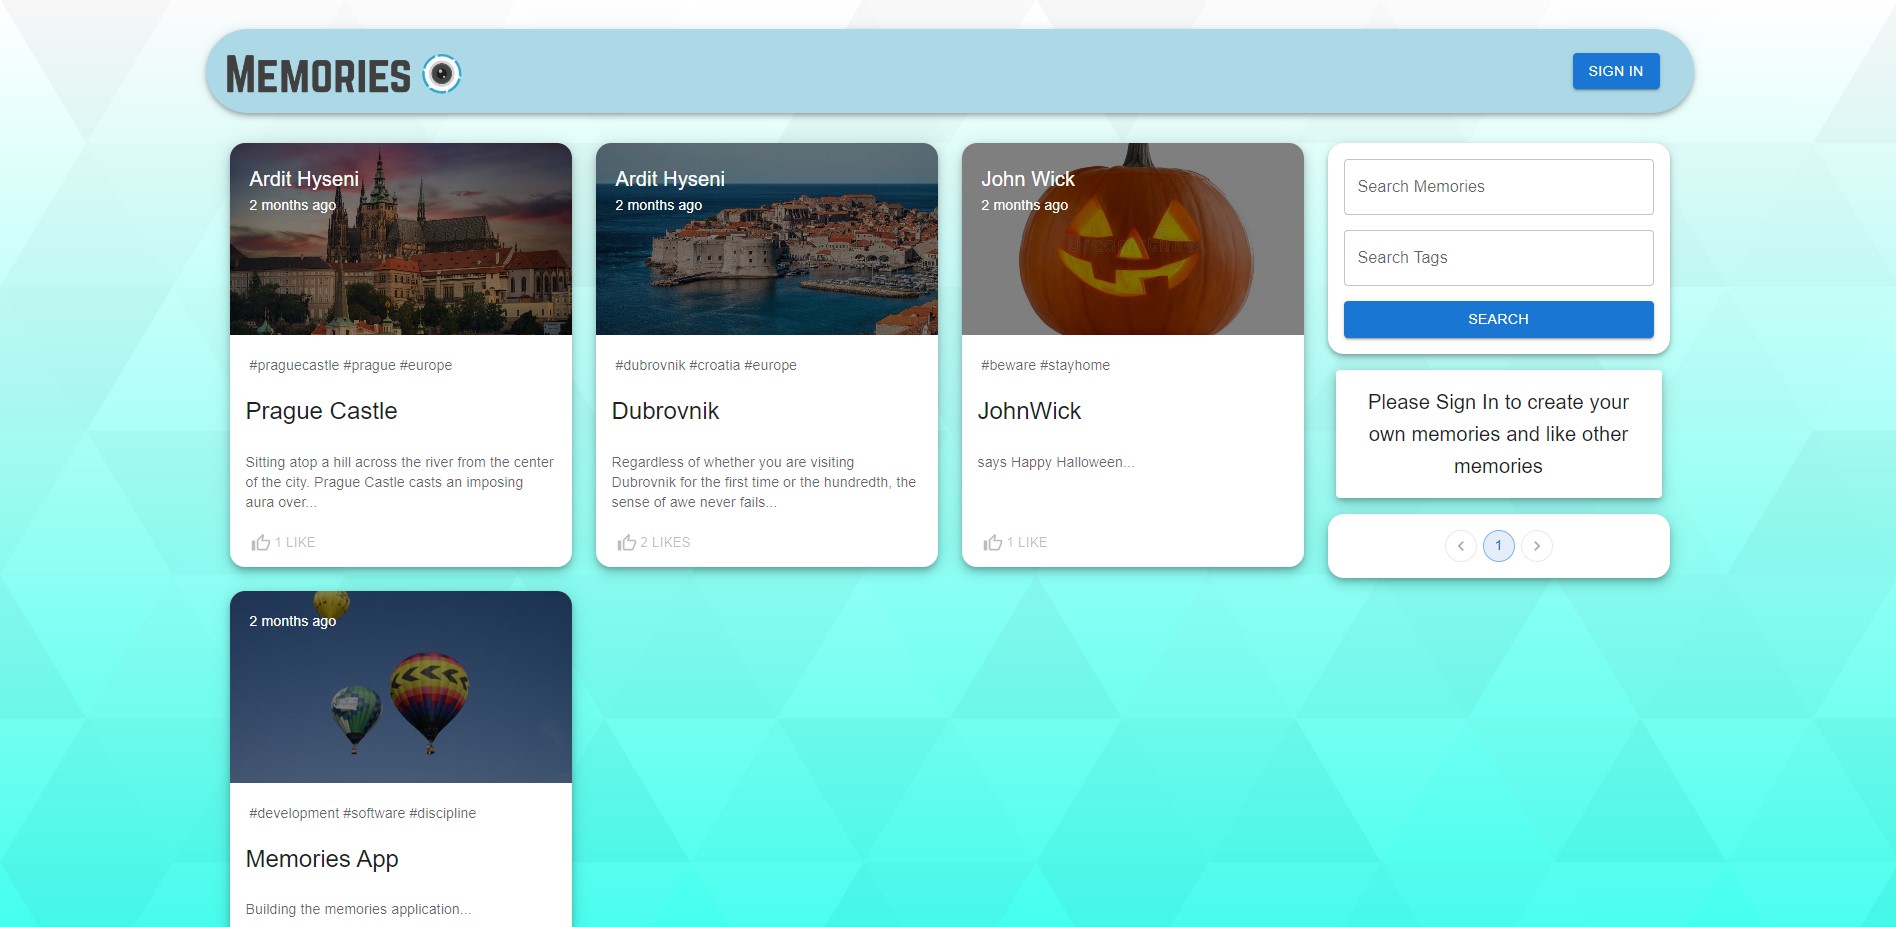 MEMORIES
SIGN IN
Ardit Hyseni
2 months ago
#praguecastle #prague #europe
Prague Castle
Sitting atop a hill across the river from the center
of the city. Prague Castle casts an imposing
aura over...
1 LIKE
Ardit Hyseni
2 months ago
#dubrovnik #croatia #europe
Dubrovnik
Regardless of whether you are visiting
Dubrovnik for the first time or the hundredth, the
sense of awe never fails...
2 LIKES
John Wick
2 months ago
#beware #stayhome
JohnWick
says Happy Halloween...
1 LIKE
Search Memories
Search Tags
SEARCH
Please Sign In to create your
own memories and like other
memories
1
2 months ago
#development #software #discipline
Memories App
Building the memories application...